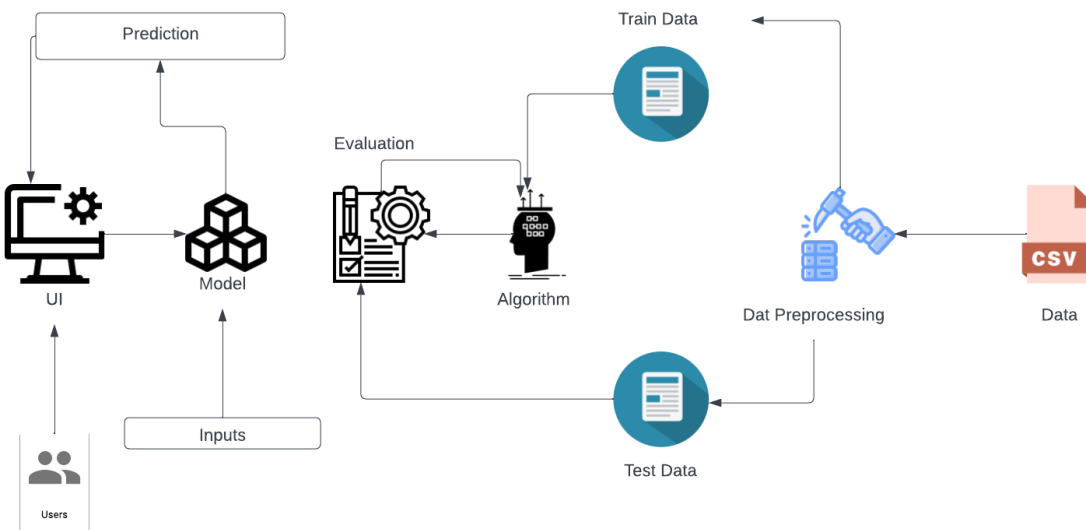 Prediction
Train Data
Evaluation
UI
Model
Algorithm
Dat Preprocessing
CSV
Data
Inputs
Test Data
Users